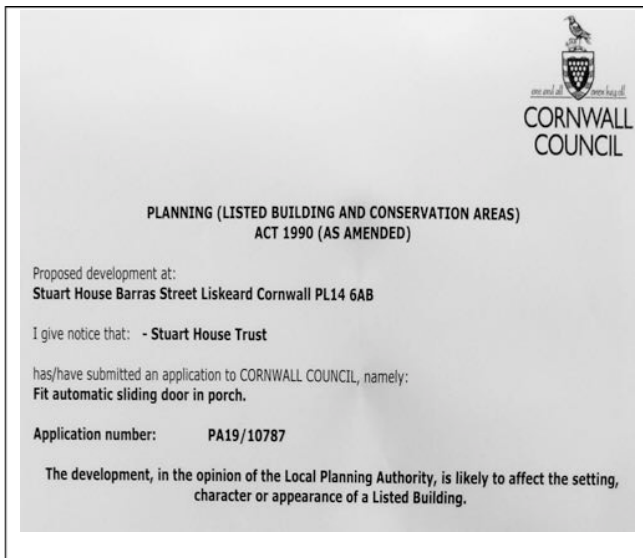 one and all onen hag oll
CORNWALL
COUNCIL
PLANNING (LISTED BUILDING AND CONSERVATION AREAS)
ACT 1990 (AS AMENDED)
Proposed development at:
Stuart House Barras Street Liskeard Cornwall PL14 6AB
I give notice that: - Stuart House Trust
has/have submitted an application to CORNWALL COUNCIL, namely:
Fit automatic sliding door in porch.
Application number: PA19/10787
The development, in the opinion of the Local Planning Authority, is likely to affect the setting,
character or appearance of a Listed Building.